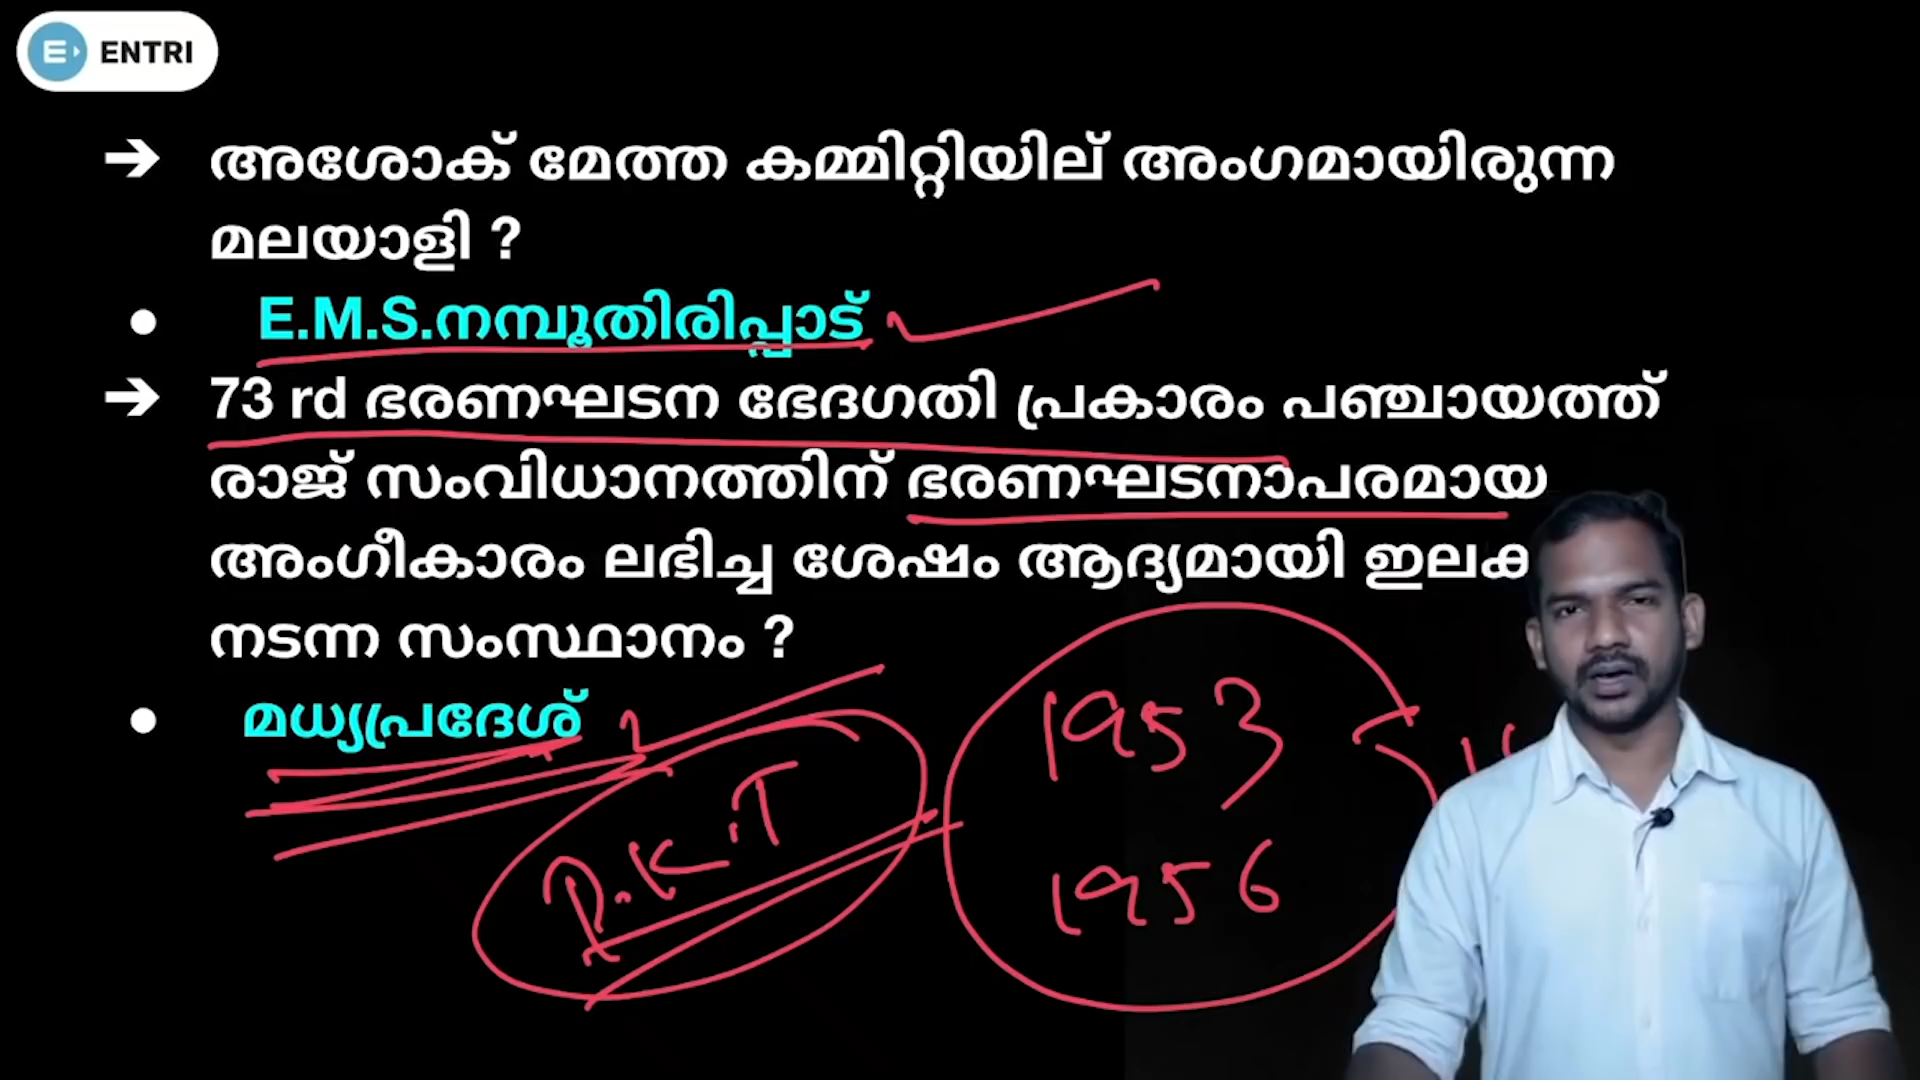 ENTRI
➔ അശോക് മേത്ത കമ്മിറ്റിയില് അംഗമായിരുന്ന
മലയാളി ?
● E.M.S.നമ്പൂതിരിപ്പാട്
➔ 73 rd ഭരണഘടന ഭേദഗതി പ്രകാരം പഞ്ചായത്ത്
രാജ് സംവിധാനത്തിന് ഭരണഘടനാപരമായ
അംഗീകാരം ലഭിച്ച ശേഷം ആദ്യമായി ഇലക
നടന്ന സംസ്ഥാനം ?
● മധ്യപ്രദേശ്
1953
P.K.T
1956